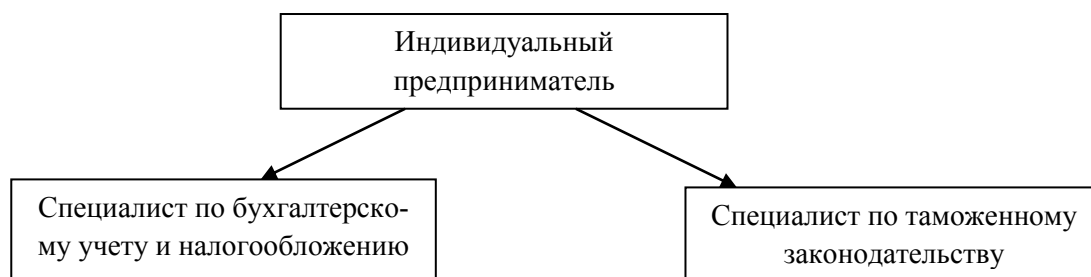 Индивидуальный
предприниматель
Специалист по бухгалтерско-
му учету и налогообложению
Специалист по таможенному
законодательству